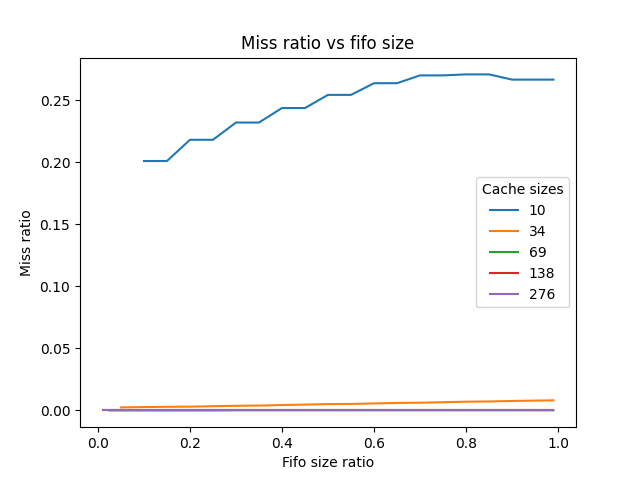 Miss ratio vs fifo size
Miss ratio
0.25
0.20
0.15
0.10
0.05
0.00
Cache sizes
10
34
69
138
276
0.0 0.2 0.4 0.6 0.8 1.0
Fifo size ratio